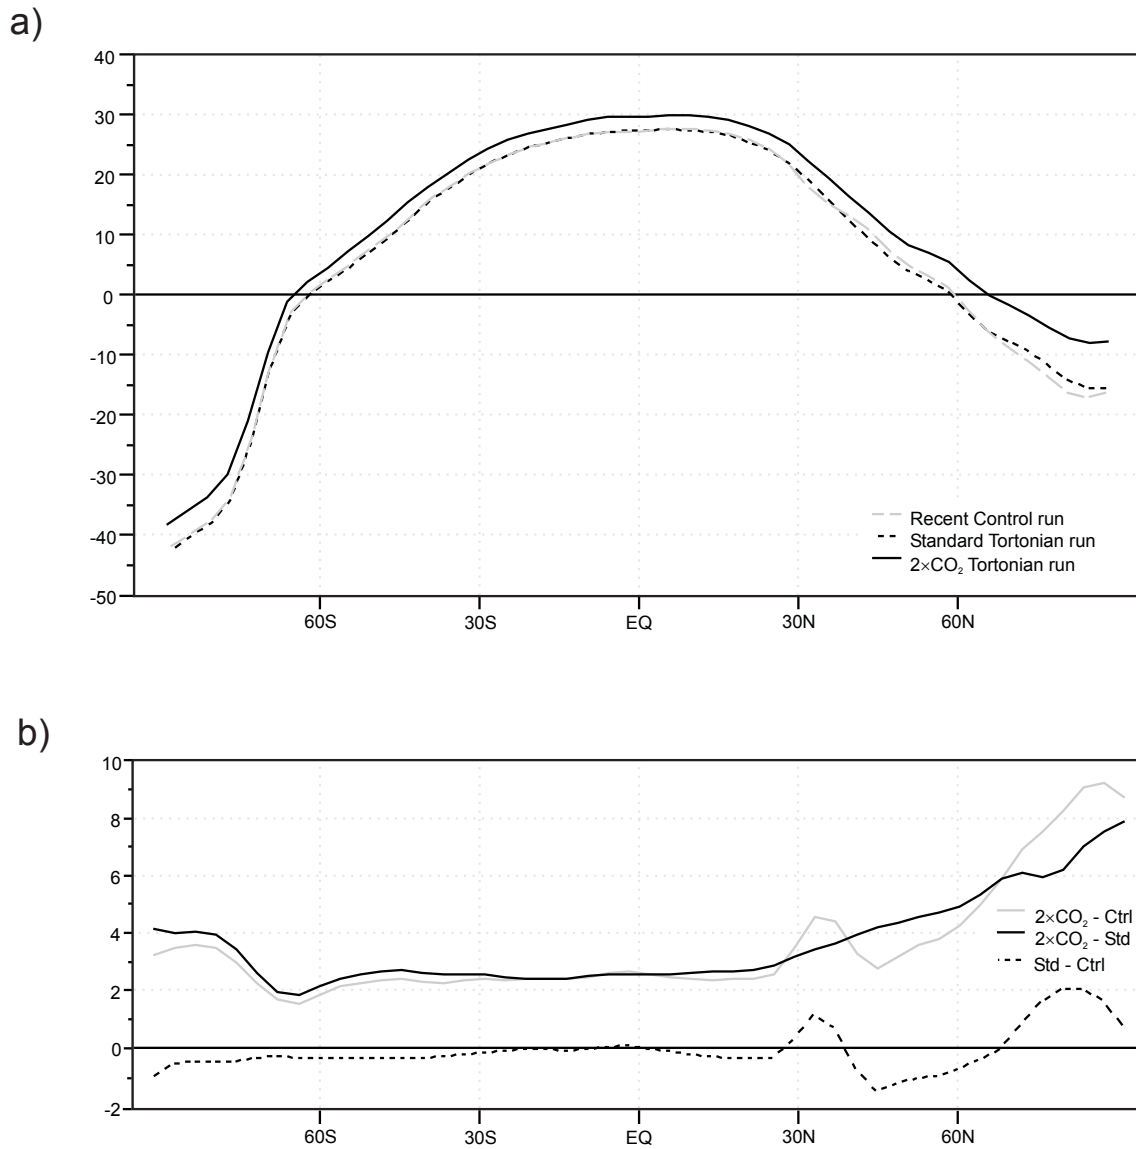 a)
40
30
20
10
0
-10
-20
-30
-40
-50
60S 30S EQ 30N 60N
Recent Control run
Standard Tortonian run
2×CO₂ Tortonian run
b)
10
8
6
4
2
0
-2
60S 30S EQ 30N 60N
2×CO₂ - Ctrl
2×CO₂ - Std
Std - Ctrl